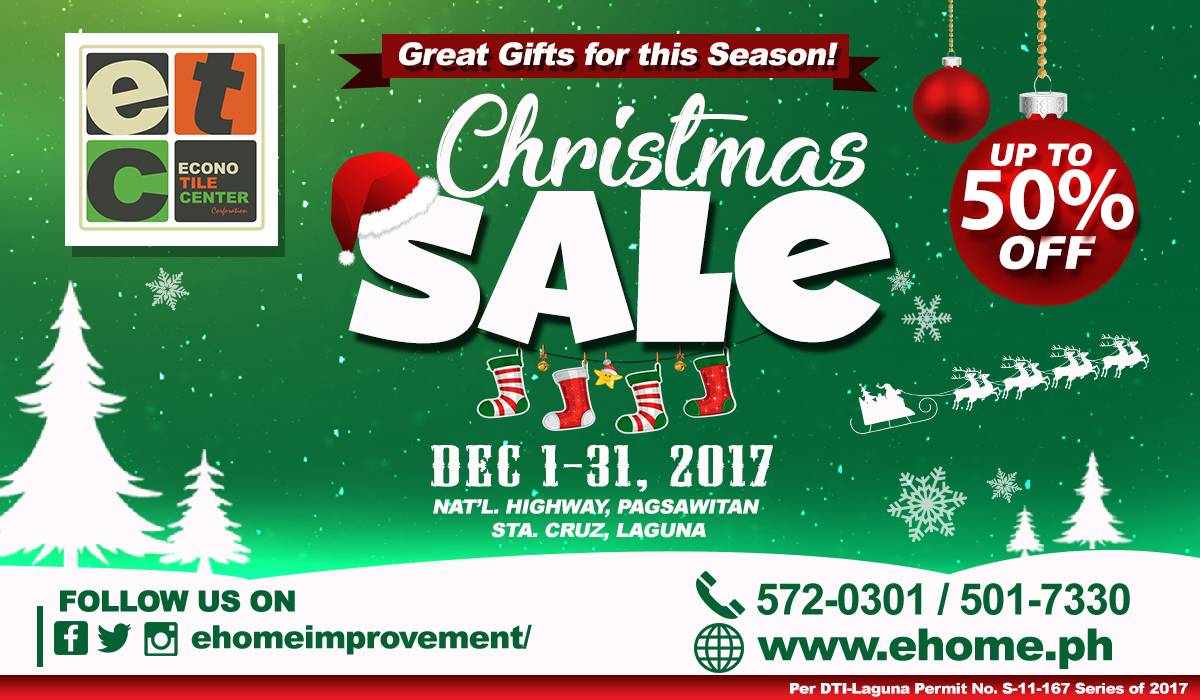 etc
ECONO
TILE
CENTER
Corporation
Great Gifts for this Season!
Christmas
SALe
UP TO
50%
OFF
DEC 1-31, 2017
NAT'L. HIGHWAY, PAGSAWITAN
STA. CRUZ, LAGUNA
FOLLOW US ON
ehomeimprovement/
572-0301 / 501-7330
www.ehome.ph
Per DTI-Laguna Permit No. S-11-167 Series of 2017